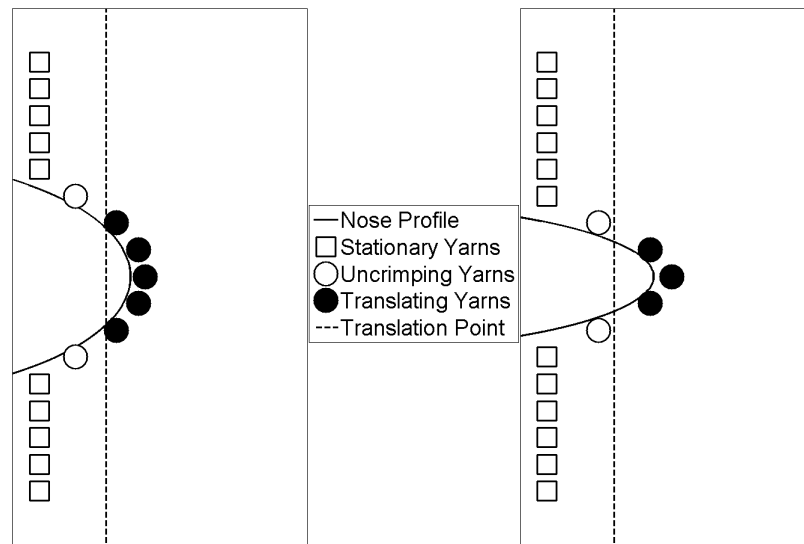 Nose Profile
Stationary Yarns
Uncrimping Yarns
Translating Yarns
Translation Point